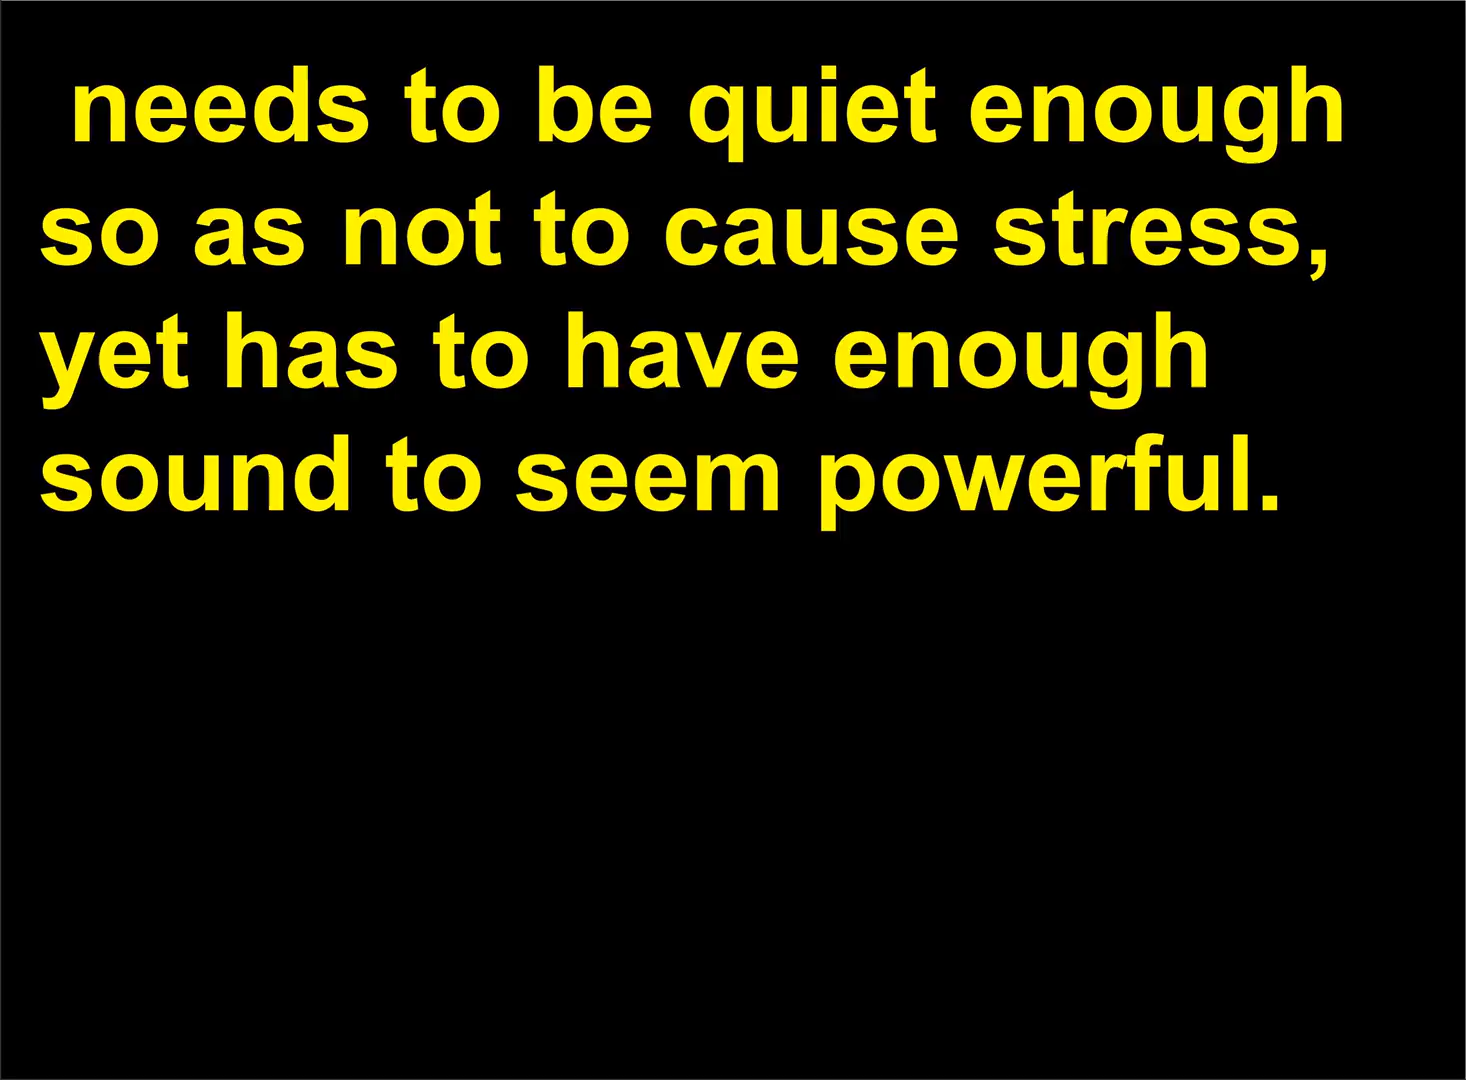 needs to be quiet enough
so as not to cause stress,
yet has to have enough
sound to seem powerful.